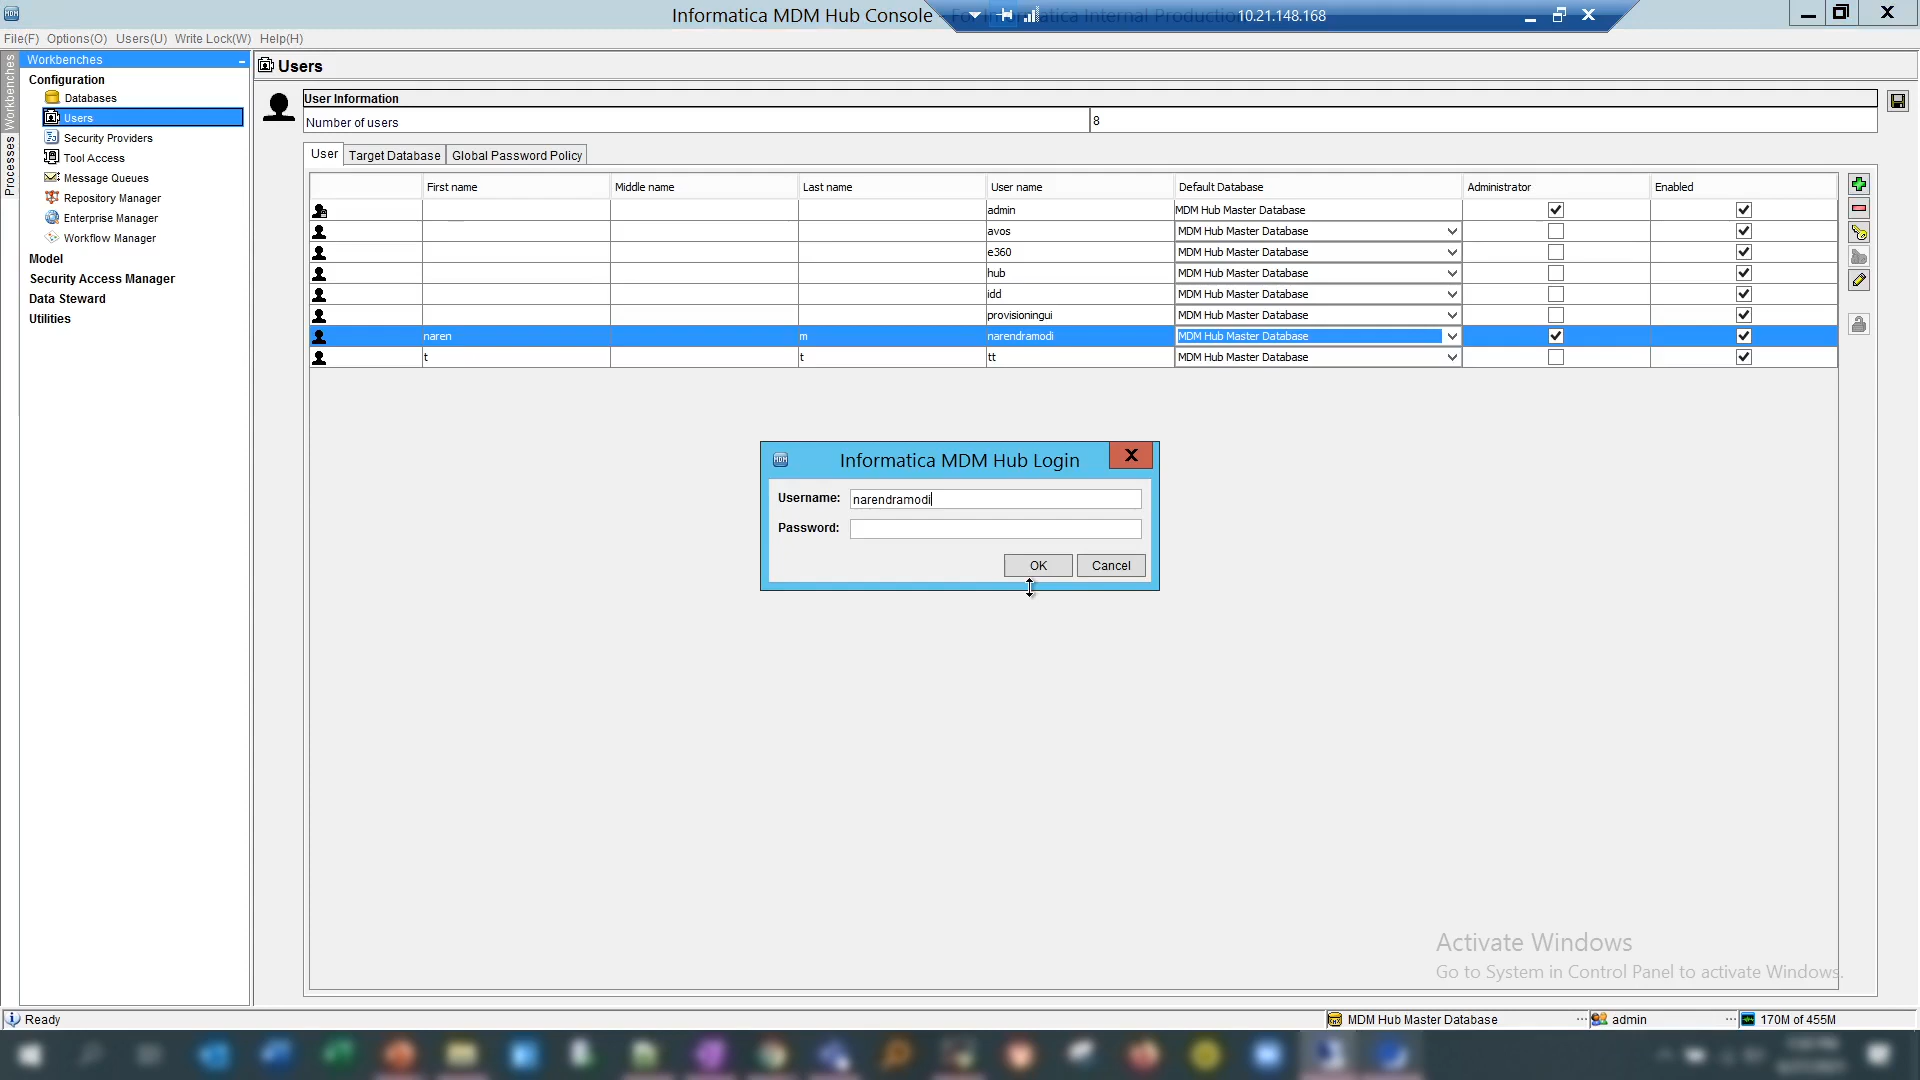 Informatica MDM Hub Console
10.21.148.168
File(F) Options(O) Users(U) Write Lock(W) Help(H)
Workbenches
Processes
Workbenches
Configuration
Databases
Users
Security Providers
Tool Access
Message Queues
Repository Manager
Enterprise Manager
Workflow Manager
Model
Security Access Manager
Data Steward
Utilities
Users
User Information
Number of users 8
User Target Database Global Password Policy
First name Middle name Last name User name Default Database Administrator Enabled
admin MDM Hub Master Database
avos MDM Hub Master Database
e360 MDM Hub Master Database
hub MDM Hub Master Database
idd MDM Hub Master Database
provisioningui MDM Hub Master Database
naren m narendramodi MDM Hub Master Database
t t tt MDM Hub Master Database
MDM Informatica MDM Hub Login X
Username: narendramodi
Password:
OK Cancel
Activate Windows
Go to System in Control Panel to activate Windows.
Ready MDM Hub Master Database ... admin ... 170M of 455M